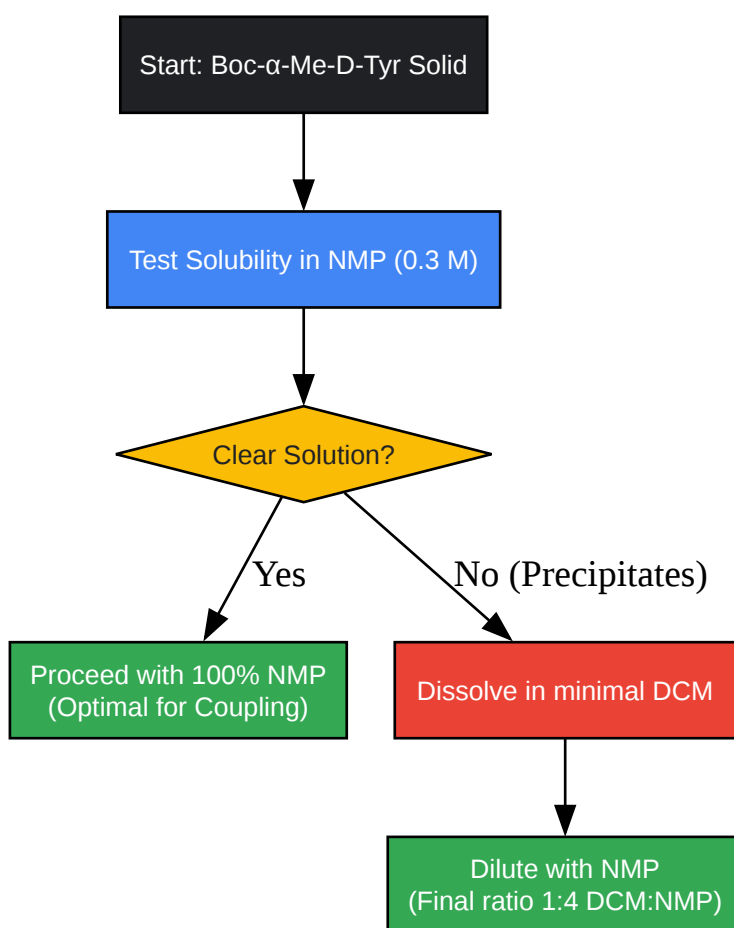 Start: Boc-α-Me-D-Tyr Solid
Test Solubility in NMP (0.3 M)
Clear Solution?
Yes
No (Precipitates)
Proceed with 100% NMP
(Optimal for Coupling)
Dissolve in minimal DCM
Dilute with NMP
(Final ratio 1:4 DCM:NMP)